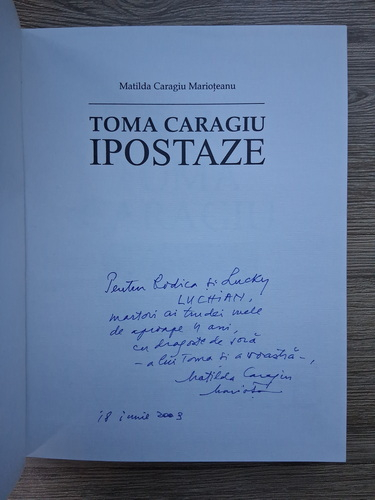 Matilda Caragiu Marioțeanu
TOMA CARAGIU
IPOSTAZE
Pentru Rodica și Lucky
LUCHIAN,
martori ai trudei mele
de aproape 4 ani,
cu dragoste de soră
– a lui Toma și a voastră –,
Matilda Caragiu
18 iunie 2003